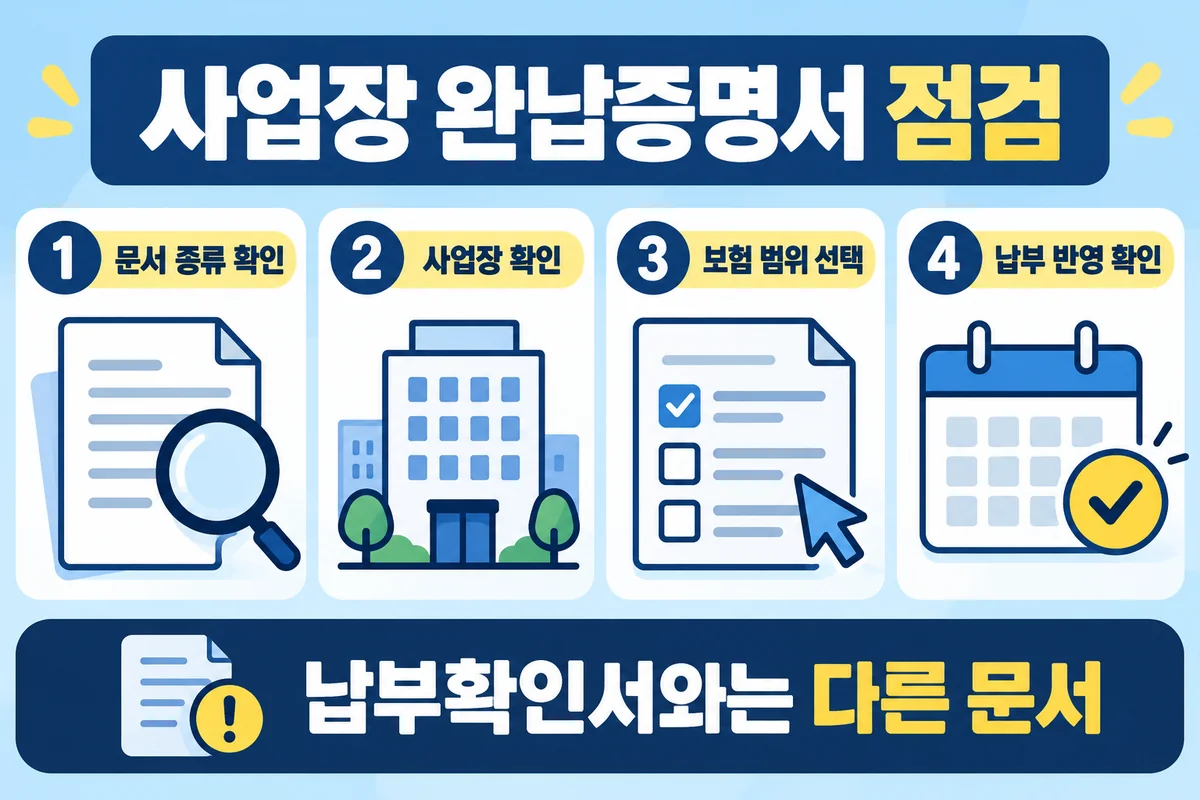 사업장 완납증명서 점검
1 문서 종류 확인
2 사업장 확인
3 보험 범위 선택
4 납부 반영 확인
납부확인서와는 다른 문서